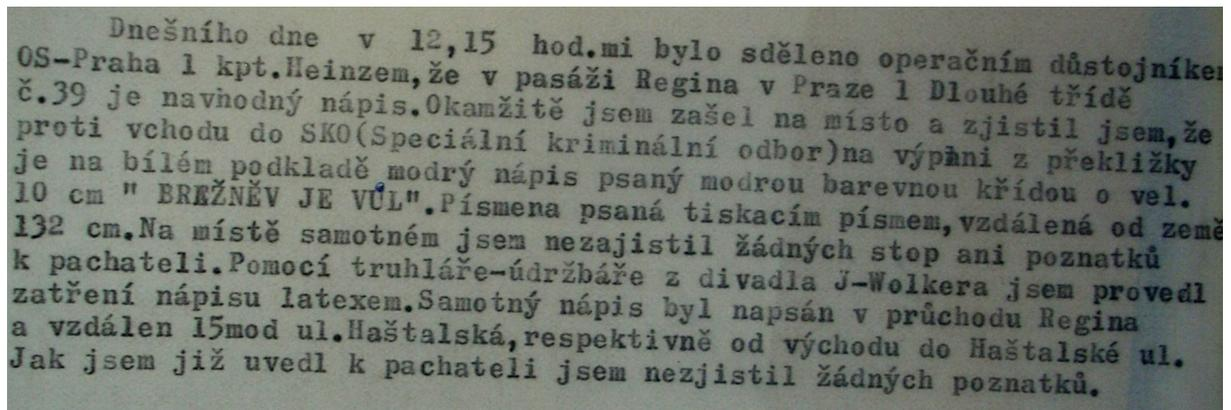 Dnešního dne v 12,15 hod.mi bylo sděleno operačním důstojníkem
OS-Praha 1 kpt.Heinzem,že v pasáži Regina v Praze 1 Dlouhé třídě
č.39 je navhodný nápis.Okamžitě jsem zašel na místo a zjistil jsem,že
proti vchodu do SKO(Speciální kriminální odbor)na výplni z překližky
je na bílém podkladě modrý nápis psaný modrou barevnou křídou o vel.
10 cm " BREŽNĚV JE VŮL".Písmena psaná tiskacím písmem,vzdálená od země
132 cm.Na místě samotném jsem nezajistil žádných stop ani poznatků
k pachateli.Pomocí truhláře-údržbáře z divadla J-Wolkera jsem provedl
zatření nápisu latexem.Samotný nápis byl napsán v průchodu Regina
a vzdálen 15mod ul.Haštalská,respektivně od východu do Haštalské ul.
Jak jsem již uvedl k pachateli jsem nezjistil žádných poznatků.